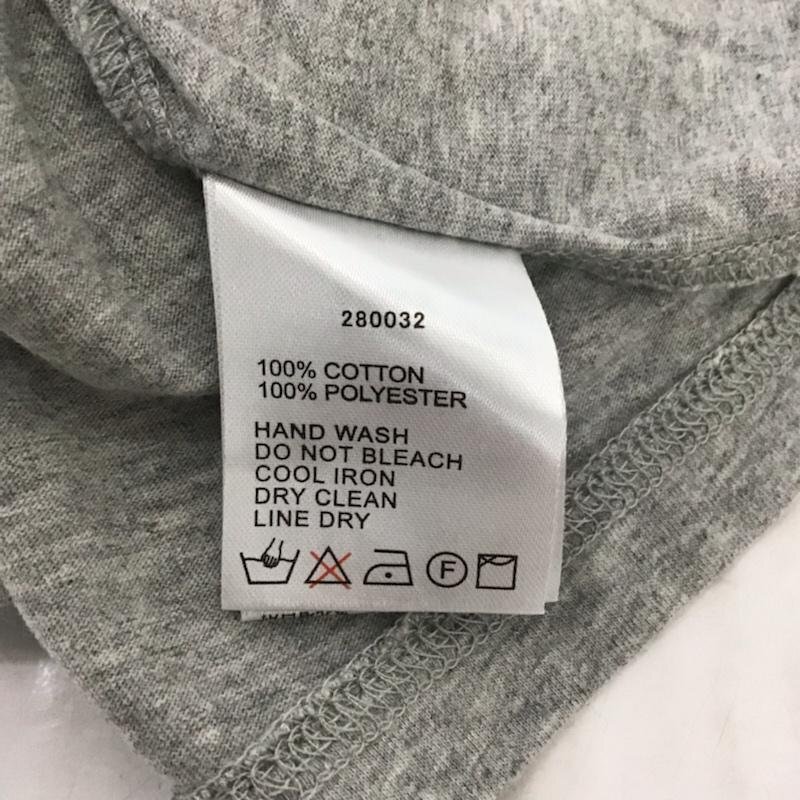 280032
100% COTTON
100% POLYESTER
HAND WASH
DO NOT BLEACH
COOL IRON
DRY CLEAN
LINE DRY
F